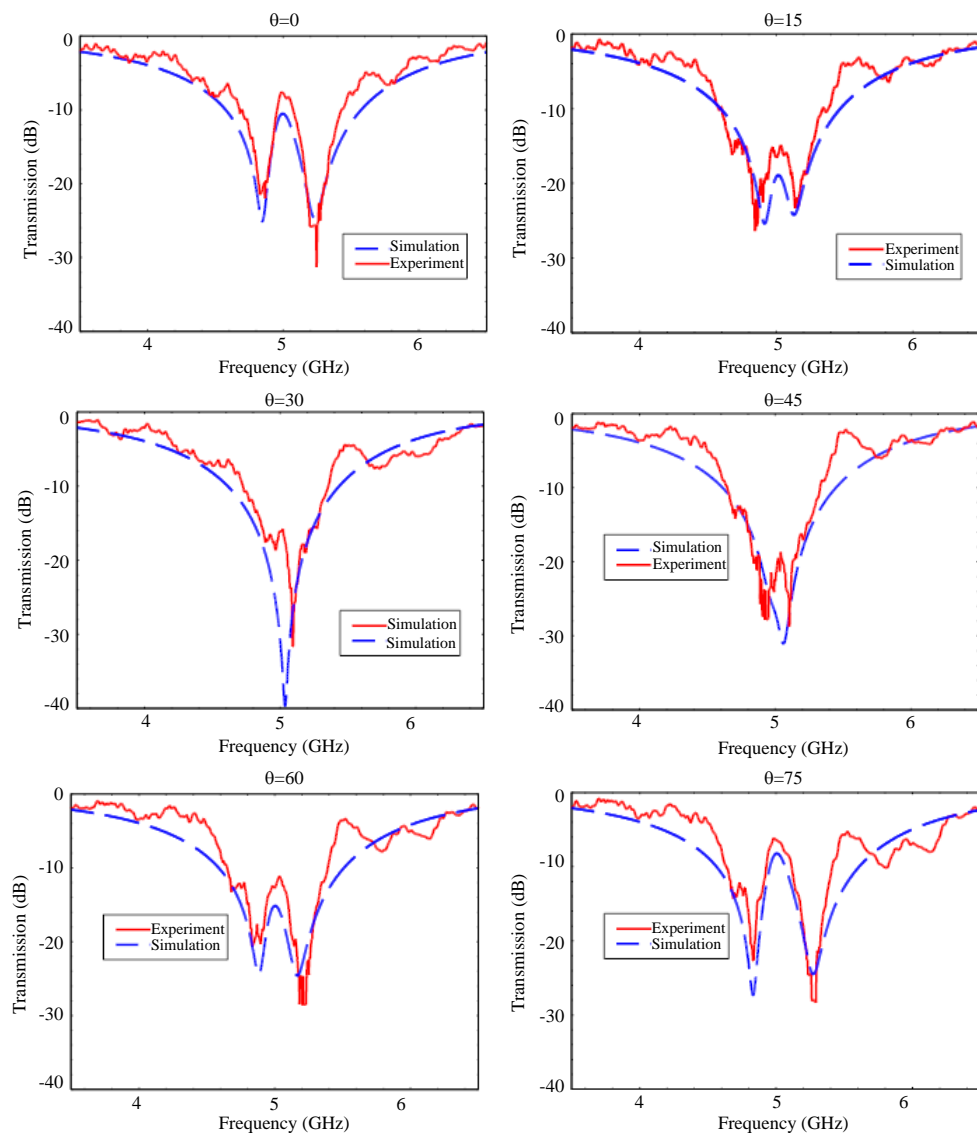 θ=0
0
-10
-20
-30
-40
Transmission (dB)
Simulation
Experiment
4
5
6
Frequency (GHz)
θ=15
0
-10
-20
-30
-40
Transmission (dB)
Experiment
Simulation
4
5
6
Frequency (GHz)
θ=30
0
-10
-20
-30
-40
Transmission (dB)
Simulation
Simulation
4
5
6
Frequency (GHz)
θ=45
0
-10
-20
-30
-40
Transmission (dB)
Simulation
Experiment
4
5
6
Frequency (GHz)
θ=60
0
-10
-20
-30
-40
Transmission (dB)
Experiment
Simulation
4
5
6
Frequency (GHz)
θ=75
0
-10
-20
-30
-40
Transmission (dB)
Experiment
Simulation
4
5
6
Frequency (GHz)